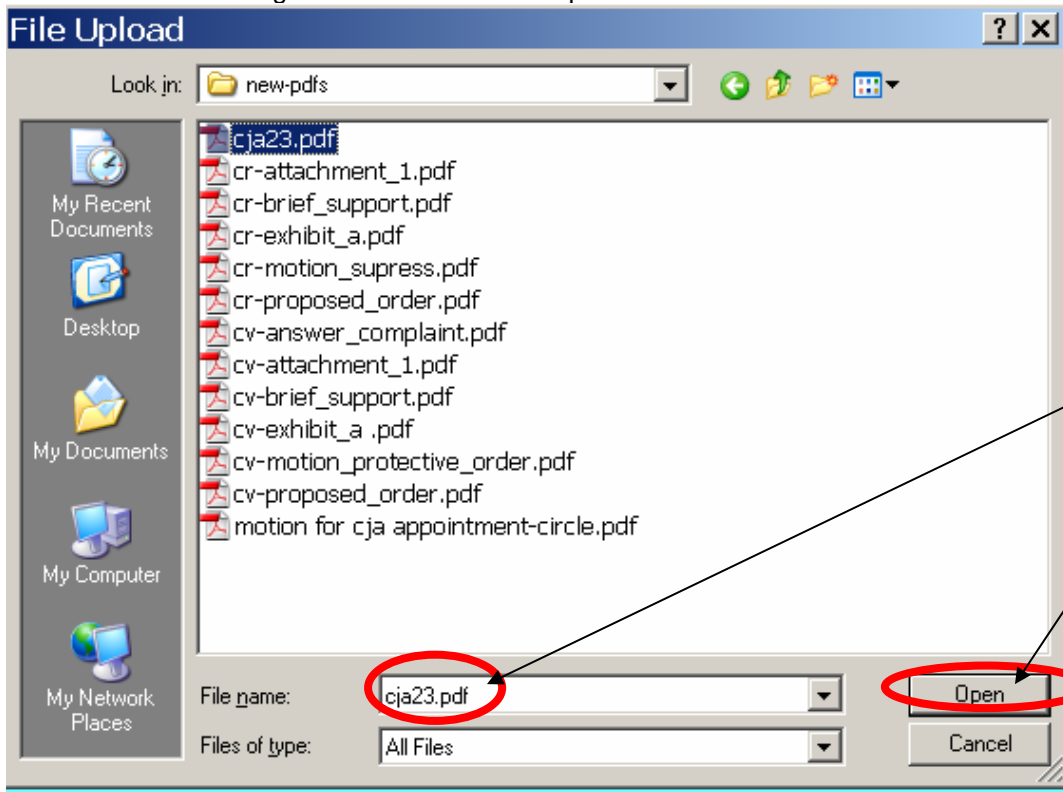 File Upload
Look in:
new-pdfs
My Recent
Documents
Desktop
My Documents
My Computer
My Network
Places
cja23.pdf
cr-attachment_1.pdf
cr-brief_support.pdf
cr-exhibit_a.pdf
cr-motion_supress.pdf
cr-proposed_order.pdf
cv-answer_complaint.pdf
cv-attachment_1.pdf
cv-brief_support.pdf
cv-exhibit_a .pdf
cv-motion_protective_order.pdf
cv-proposed_order.pdf
motion for cja appointment-circle.pdf
File name:
cja23.pdf
Open
Files of type:
All Files
Cancel